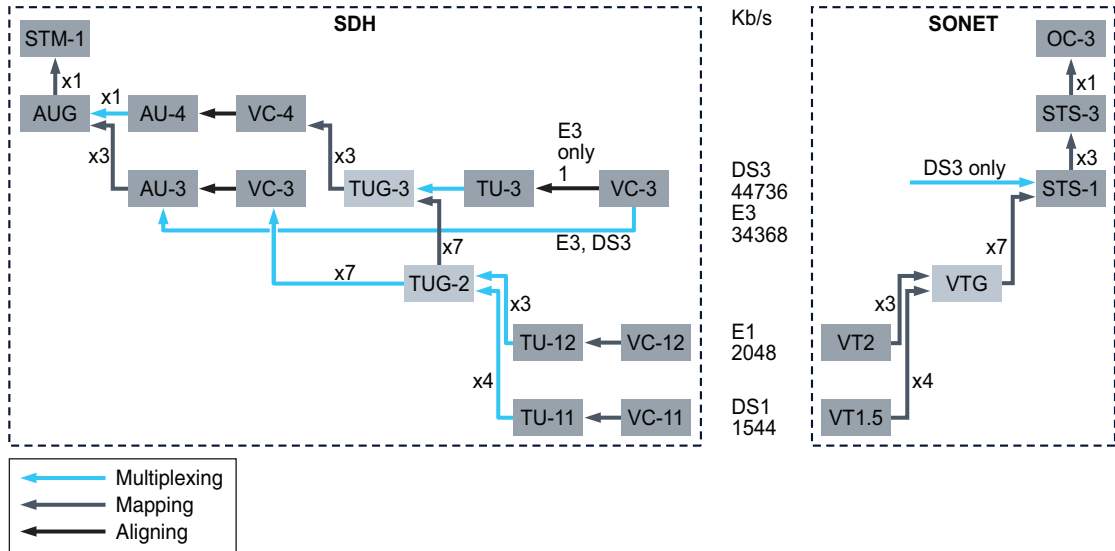 SDH
Kb/s
SONET
STM-1
OC-3
x1
x1
x1
AUG
AU-4
VC-4
STS-3
E3
only
1
x3
x3
x3
DS3 only
AU-3
VC-3
TUG-3
TU-3
VC-3
DS3
44736
E3
34368
STS-1
E3, DS3
x7
x7
x7
TUG-2
VTG
x3
x3
TU-12
VC-12
E1
2048
VT2
x4
x4
TU-11
VC-11
DS1
1544
VT1.5
Multiplexing
Mapping
Aligning